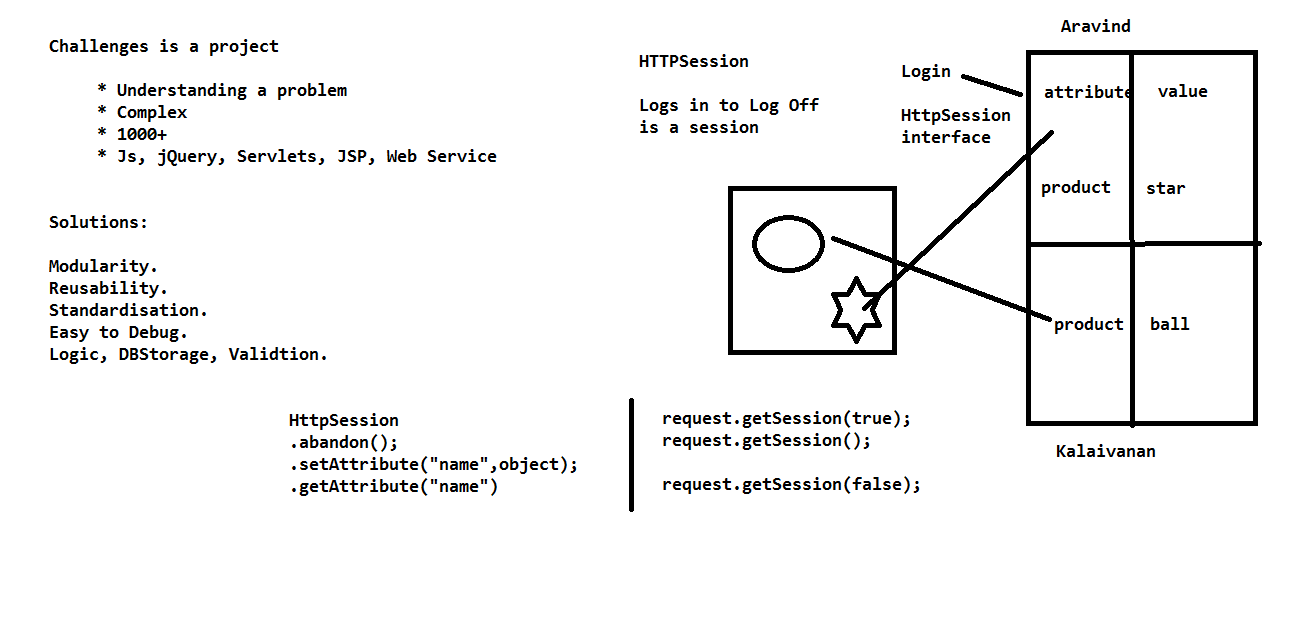 Challenges is a project
* Understanding a problem
* Complex
* 1000+
* Js, jQuery, Servlets, JSP, Web Service
Solutions:
Modularity.
Reusability.
Standardisation.
Easy to Debug.
Logic, DBStorage, Validtion.
HTTPSession
Logs in to Log Off
is a session
Login
HttpSession
interface
Aravind
attribute value
product star
product ball
Kalaivanan
HttpSession
.abandon();
.setAttribute("name",object);
.getAttribute("name")
request.getSession(true);
request.getSession();
request.getSession(false);